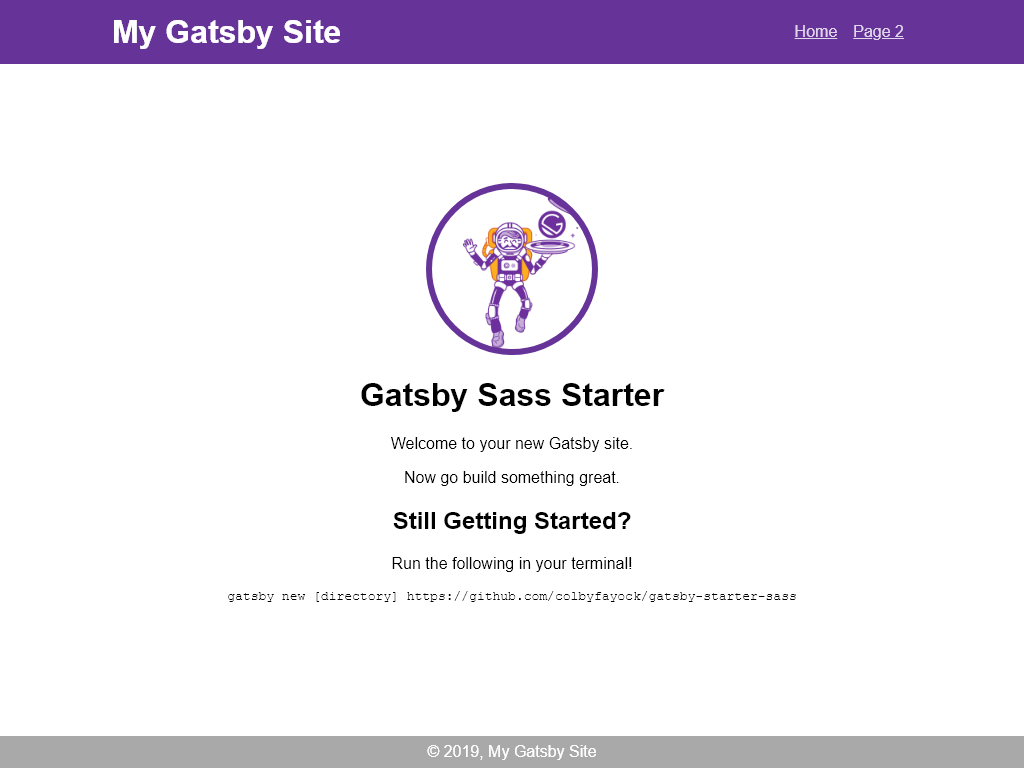 My Gatsby Site
Home Page 2
Gatsby Sass Starter
Welcome to your new Gatsby site.
Now go build something great.
Still Getting Started?
Run the following in your terminal!
gatsby new [directory] https://github.com/colbyfayock/gatsby-starter-sass
© 2019, My Gatsby Site